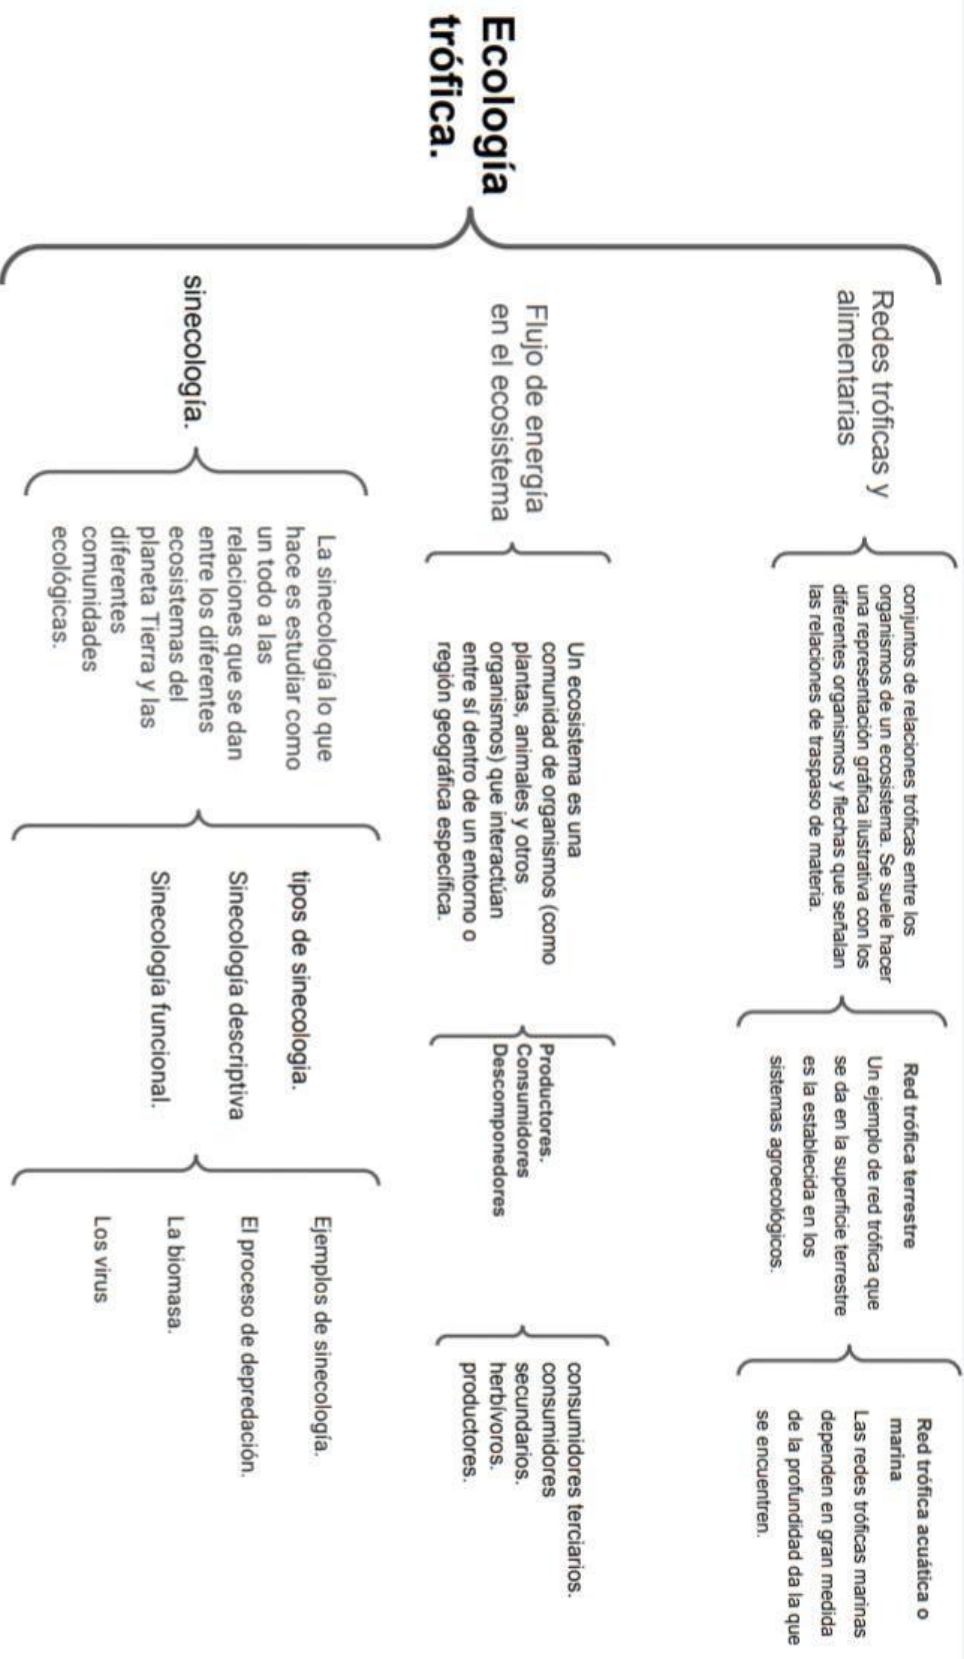 Ecología
trófica.
Redes tróficas y
alimentarias
conjuntos de relaciones tróficas entre los
organismos de un ecosistema. Se suele hacer
una representación gráfica ilustrativa con los
diferentes organismos y flechas que señalan
las relaciones de traspaso de materia.
Red trófica terrestre
Un ejemplo de red trófica que
se da en la superficie terrestre
es la establecida en los
sistemas agroecológicos.
Red trófica acuática o
marina
Las redes tróficas marinas
dependen en gran medida
de la profundidad da la que
se encuentren.
Flujo de energía
en el ecosistema
Un ecosistema es una
comunidad de organismos (como
plantas, animales y otros
organismos) que interactúan
entre sí dentro de un entorno o
región geográfica específica.
Productores.
Consumidores
Descomponedores
consumidores terciarios.
consumidores
secundarios.
herbívoros.
productores.
sinecología.
La sinecología lo que
hace es estudiar como
un todo a las
relaciones que se dan
entre los diferentes
ecosistemas del
planeta Tierra y las
diferentes
comunidades
ecológicas.
tipos de sinecologia.
Sinecología descriptiva
Sinecología funcional.
Ejemplos de sinecología.
El proceso de depredación.
La biomasa.
Los virus